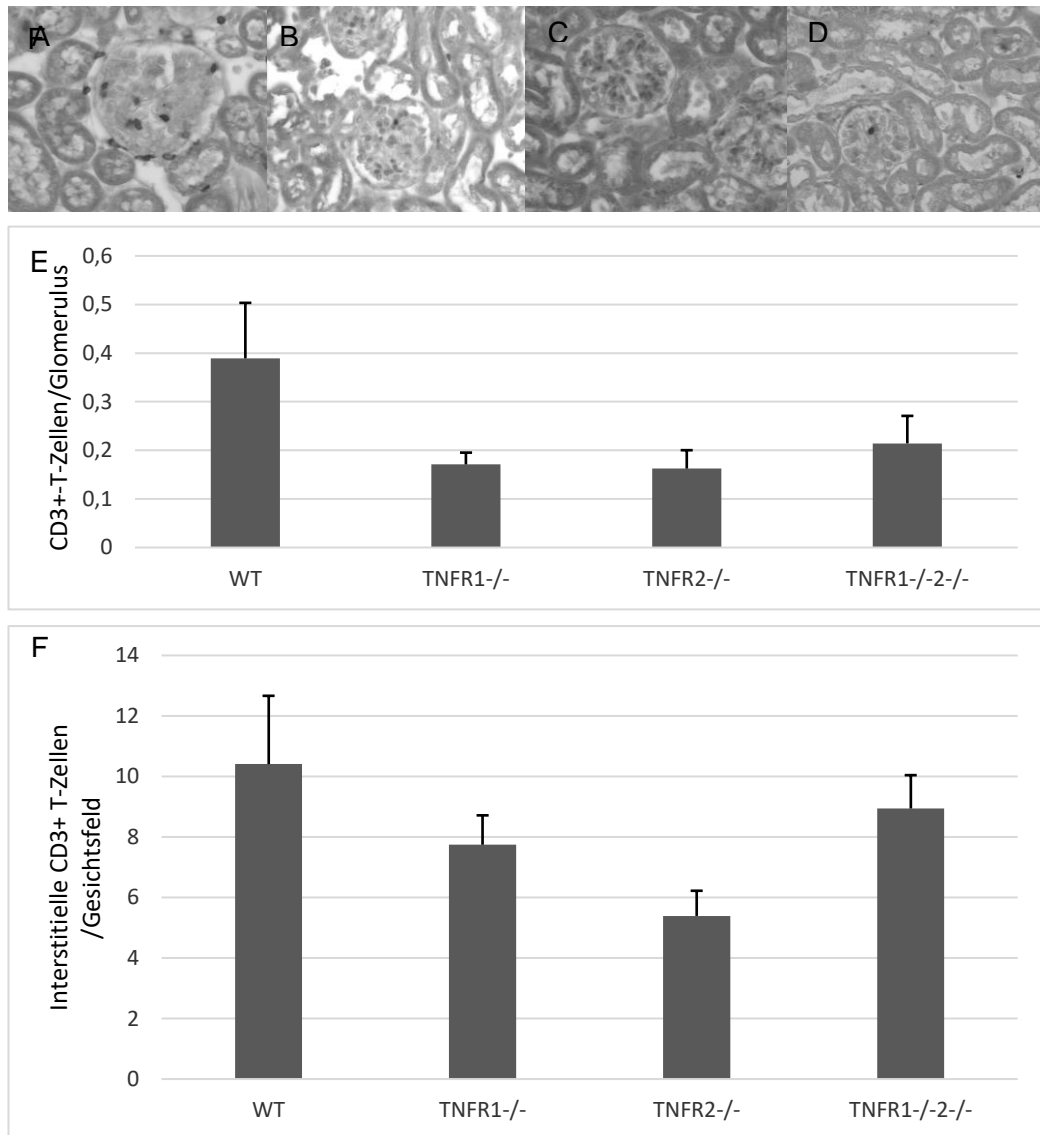 F A B C D
E
CD3+-T-Zellen/Glomerulus
0,6
0,5
0,4
0,3
0,2
0,1
0
WT TNFR1-/- TNFR2-/- TNFR1-/-2-/-
F
Interstitielle CD3+ T-Zellen
/Gesichtsfeld
14
12
10
8
6
4
2
0
WT TNFR1-/- TNFR2-/- TNFR1-/-2-/-